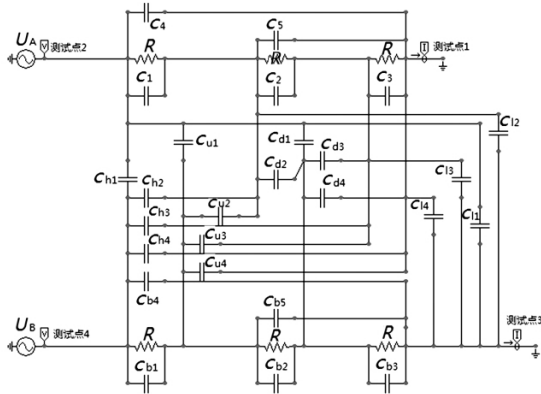 C4
UA
V
测试点2
R
C5
R
R
I
测试点1
C1
C2
C3
Cu1
Cd1
Cd3
Cl2
Cd2
Ch1
Ch2
Cd4
Cl3
Cu2
Ch3
Cl4
Cl1
Cu3
Ch4
Cu4
Cb4
UB
V
测试点4
R
Cb5
R
R
测试点3
I
Cb1
Cb2
Cb3